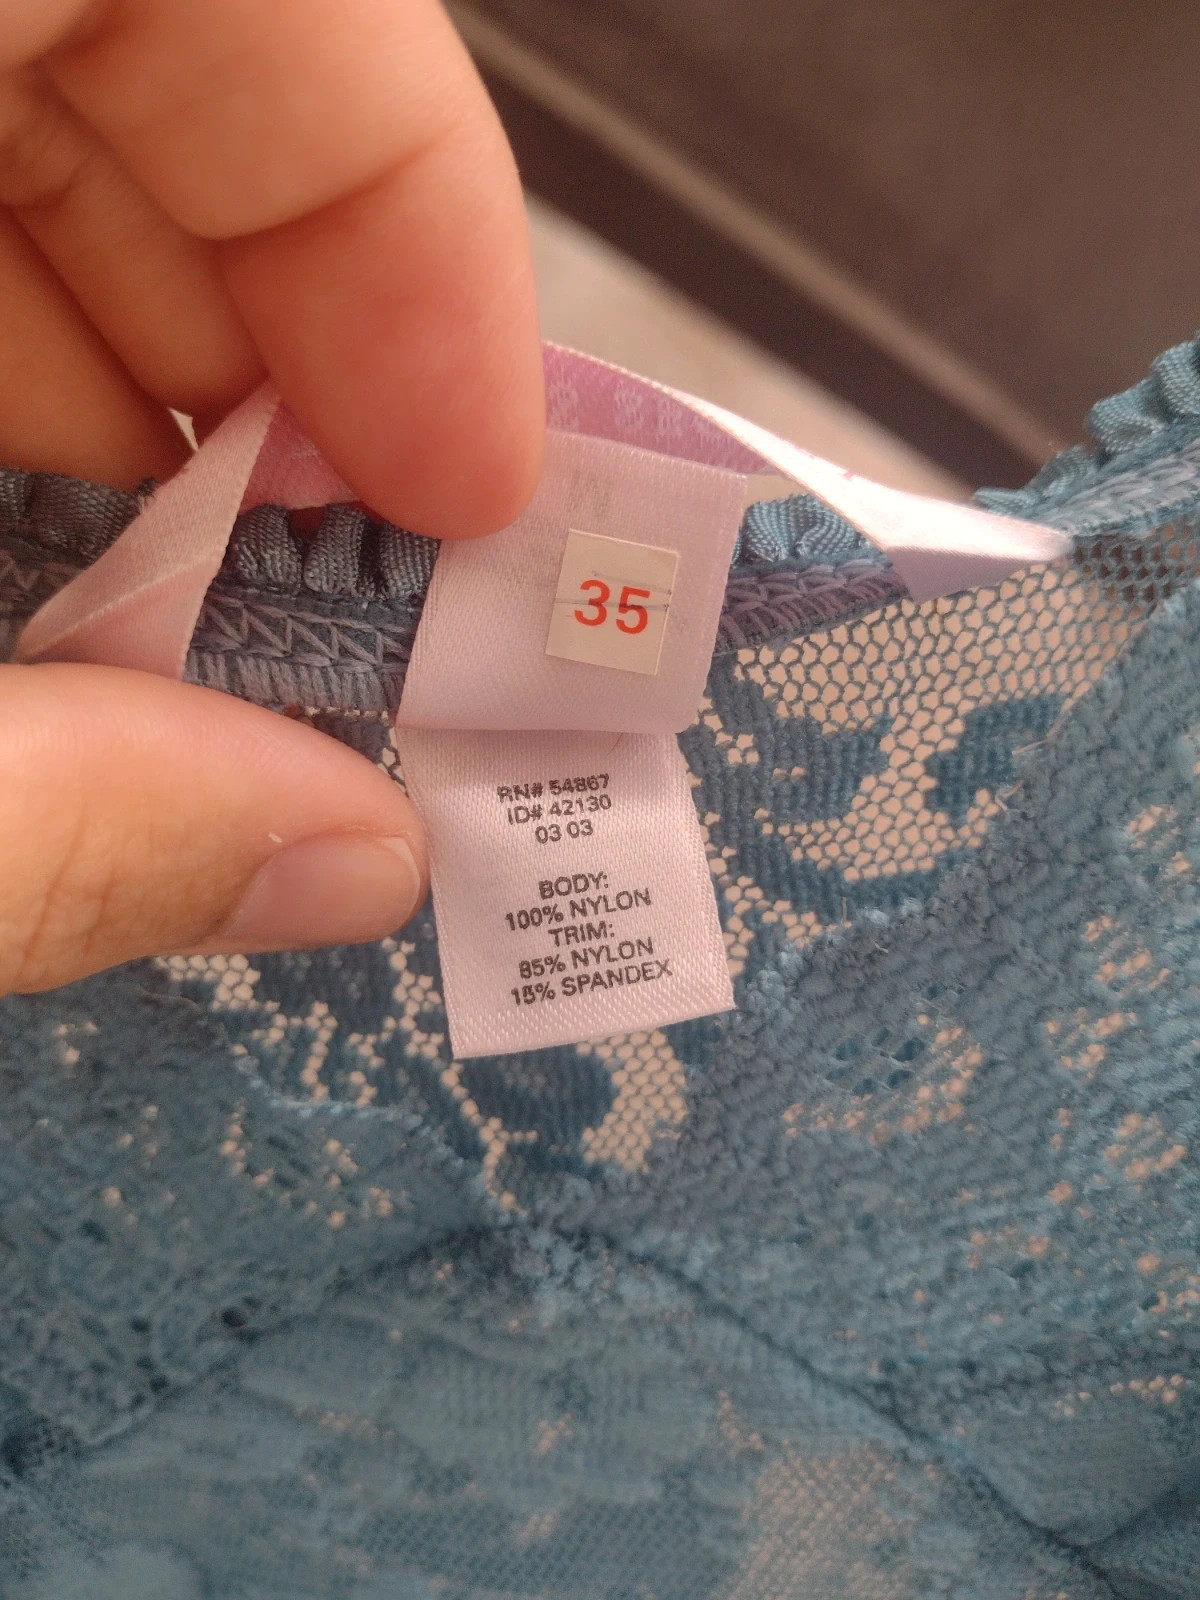 35
RN# 54867
ID# 42130
03 03
BODY:
100% NYLON
TRIM:
85% NYLON
15% SPANDEX